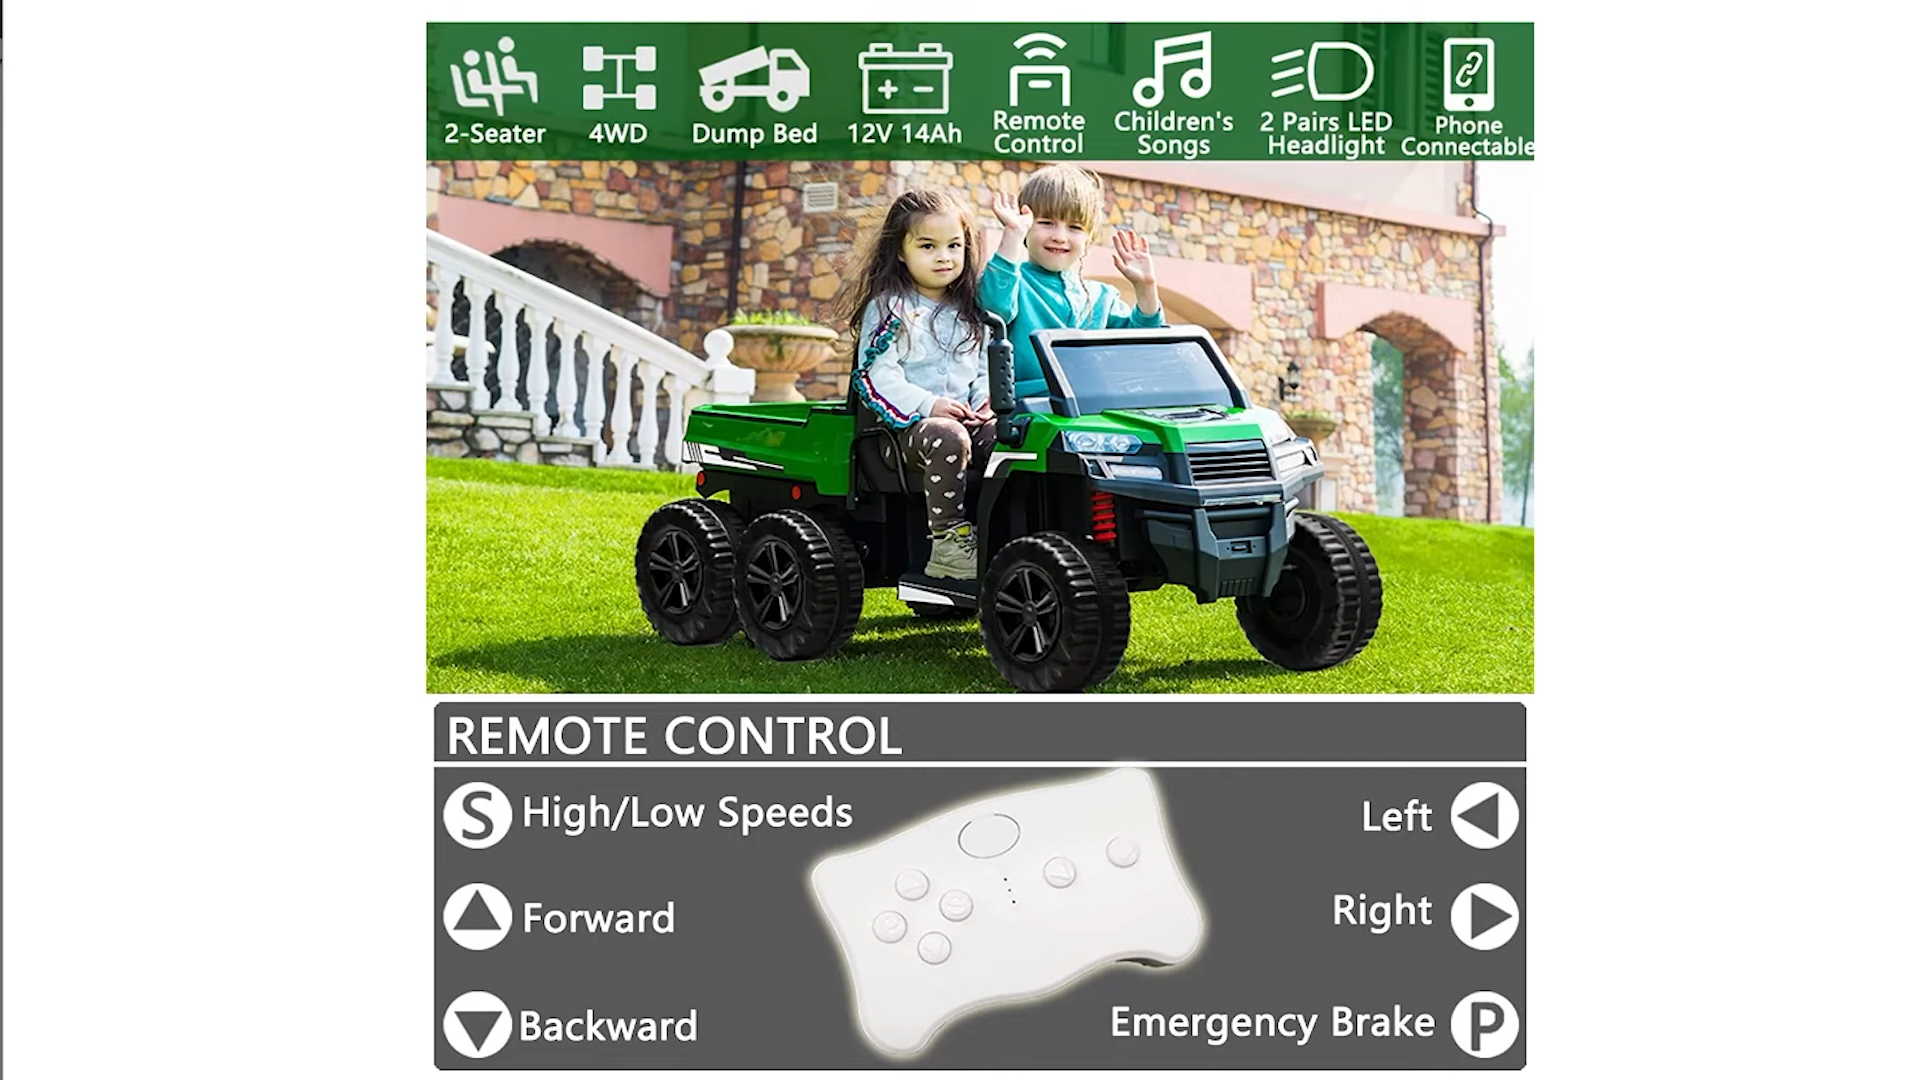 2-Seater
4WD
Dump Bed
12V 14Ah
Remote
Control
Children's
Songs
2 Pairs LED
Headlight
Phone
Connectable
REMOTE CONTROL
S High/Low Speeds
Left
Forward
Right
Backward
Emergency Brake P